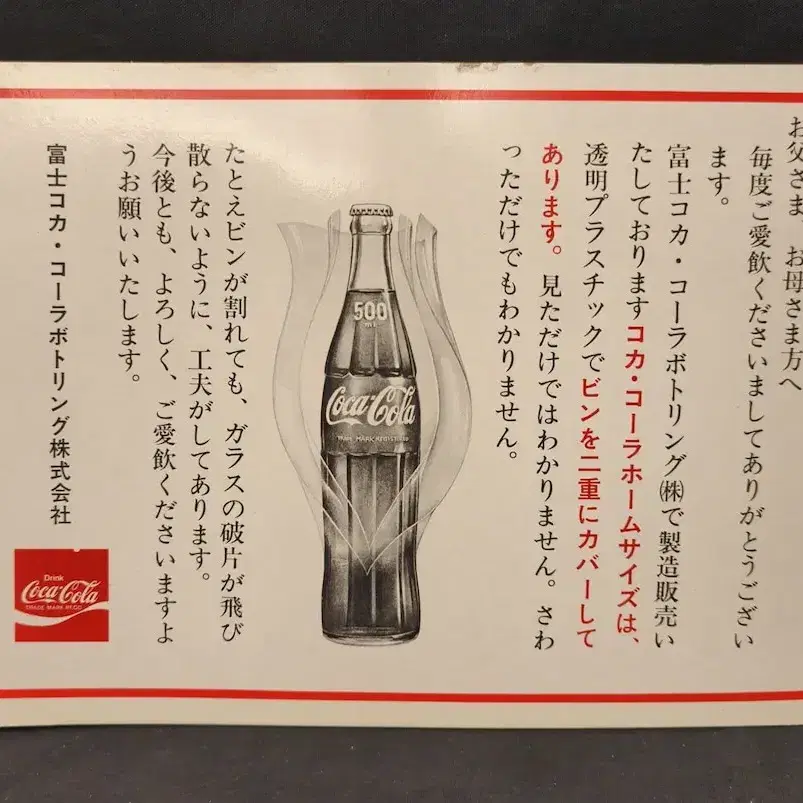 お父さま　お母さま方へ
毎度ご愛飲くださいましてありがとうござい
ます。
富士コカ・コーラボトリング㈱で製造販売い
たしておりますコカ・コーラホームサイズは、
透明プラスチックでビンを二重にカバーして
あります。見ただけではわかりません。さわ
っただけでもわかりません。
500
ml
Coca-Cola
TRADE MARK REGISTERED
たとえビンが割れても、ガラスの破片が飛び
散らないように、工夫がしてあります。
今後とも、よろしく、ご愛飲くださいますよ
うお願いいたします。
富士コカ・コーラボトリング株式会社
Drink
Coca-Cola
TRADE MARK REG.D